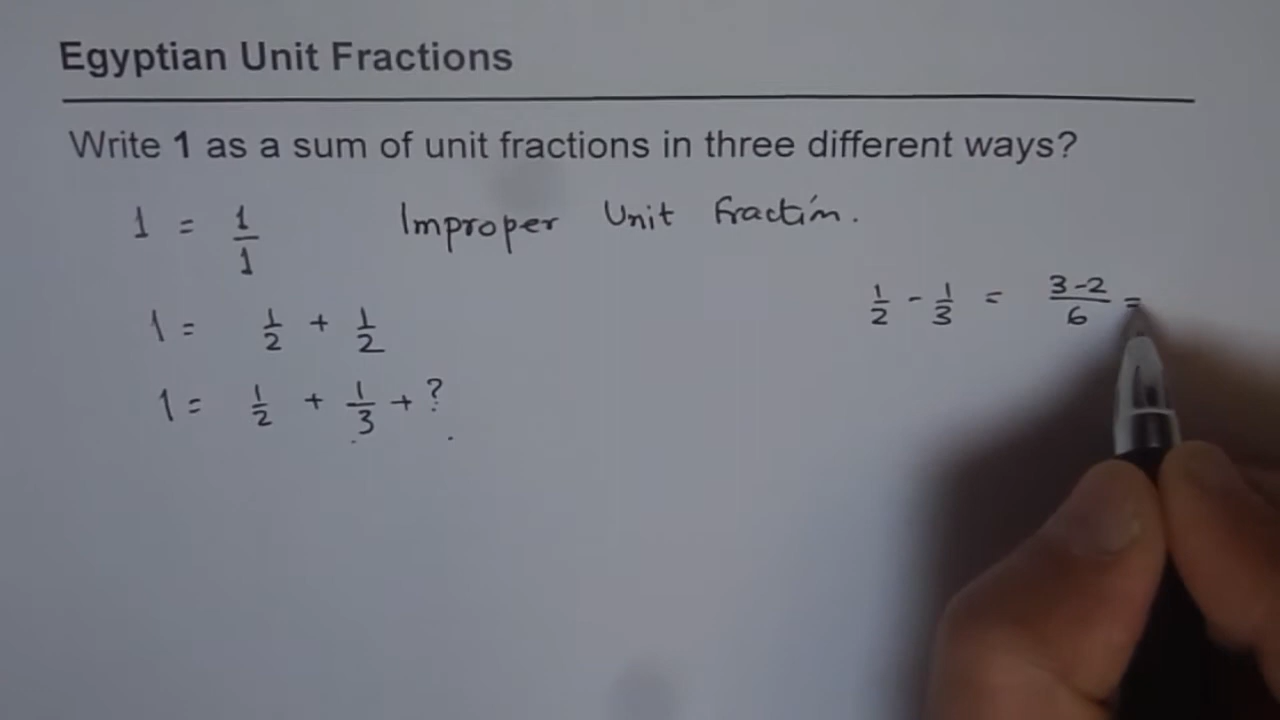 Egyptian Unit Fractions
Write 1 as a sum of unit fractions in three different ways?
1 = 1/1 Improper Unit Fraction.
1/2 - 1/3 = 3-2/6 =
1 = 1/2 + 1/2
1 = 1/2 + 1/3 + ?